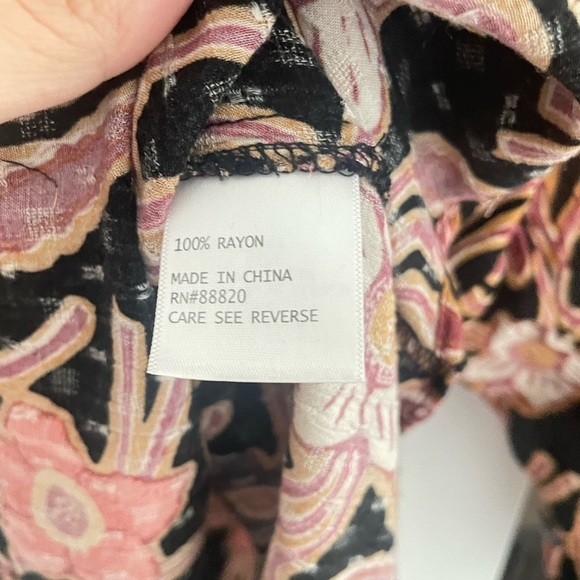 100% RAYON
MADE IN CHINA
RN#88820
CARE SEE REVERSE